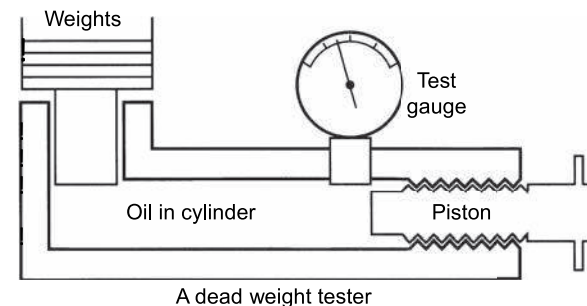 Weights
Test
gauge
Oil in cylinder
Piston
A dead weight tester